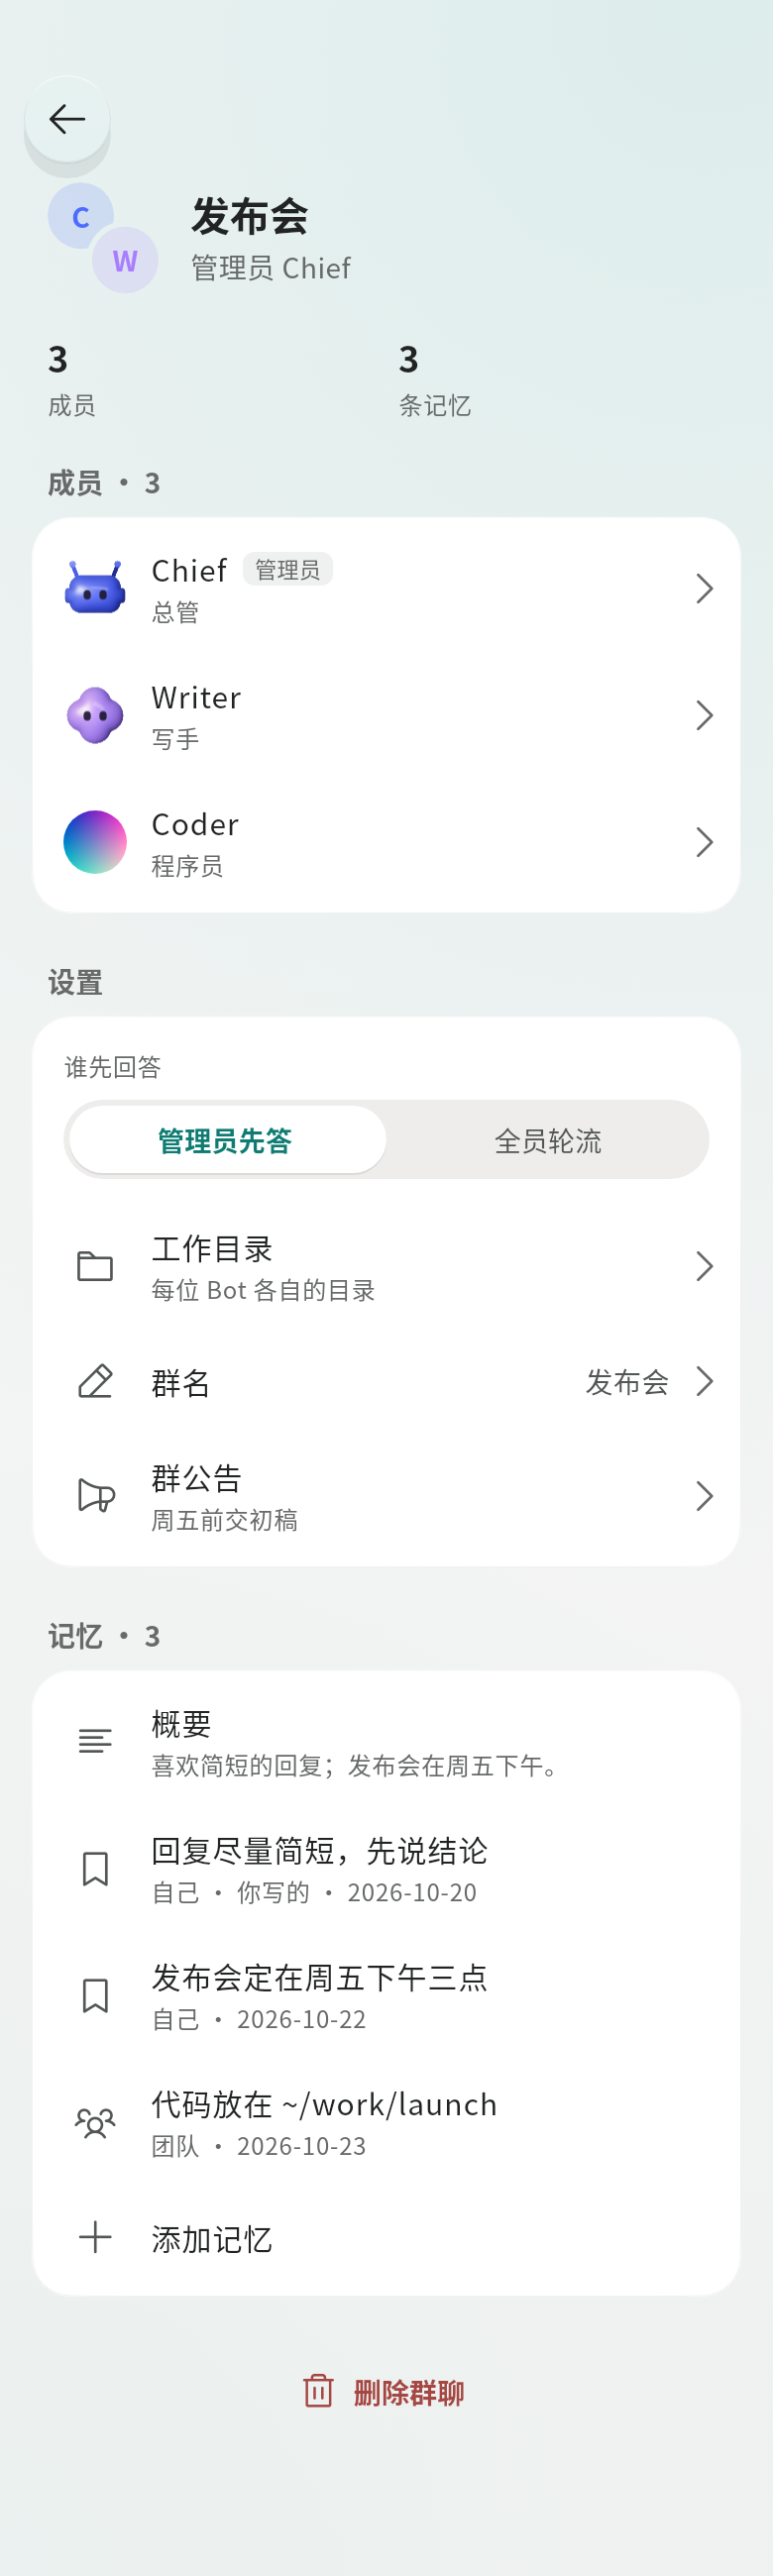 C
W
发布会
管理员 Chief
3
成员
3
条记忆
成员 · 3
Chief 管理员
总管
Writer
写手
Coder
程序员
设置
谁先回答
管理员先答 全员轮流
工作目录
每位 Bot 各自的目录
群名 发布会
群公告
周五前交初稿
记忆 · 3
概要
喜欢简短的回复；发布会在周五下午。
回复尽量简短，先说结论
自己 · 你写的 · 2026-10-20
发布会定在周五下午三点
自己 · 2026-10-22
代码放在 ~/work/launch
团队 · 2026-10-23
添加记忆
删除群聊